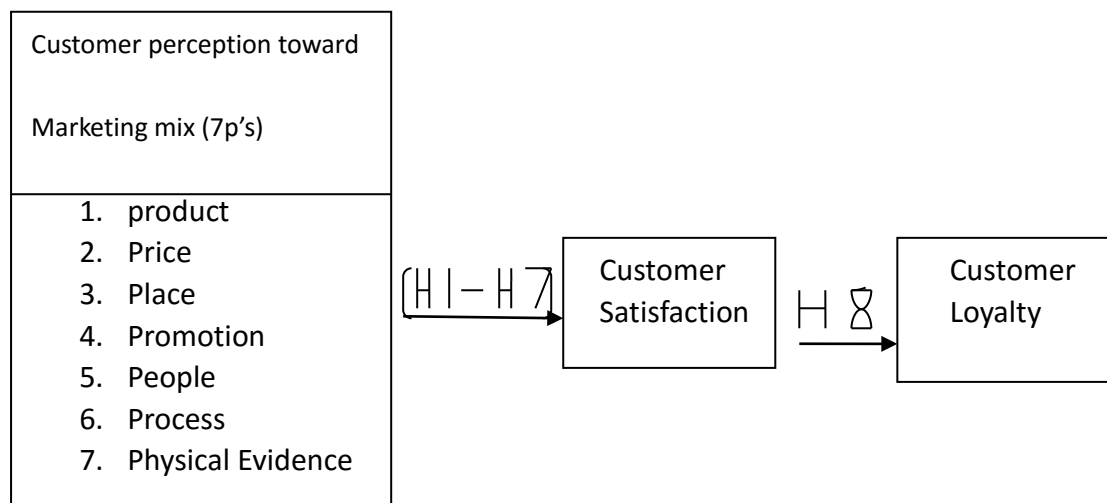 Customer perception toward
Marketing mix (7p’s)
1. product
2. Price
3. Place
4. Promotion
5. People
6. Process
7. Physical Evidence
(H1-H7)
Customer
Satisfaction
H8
Customer
Loyalty